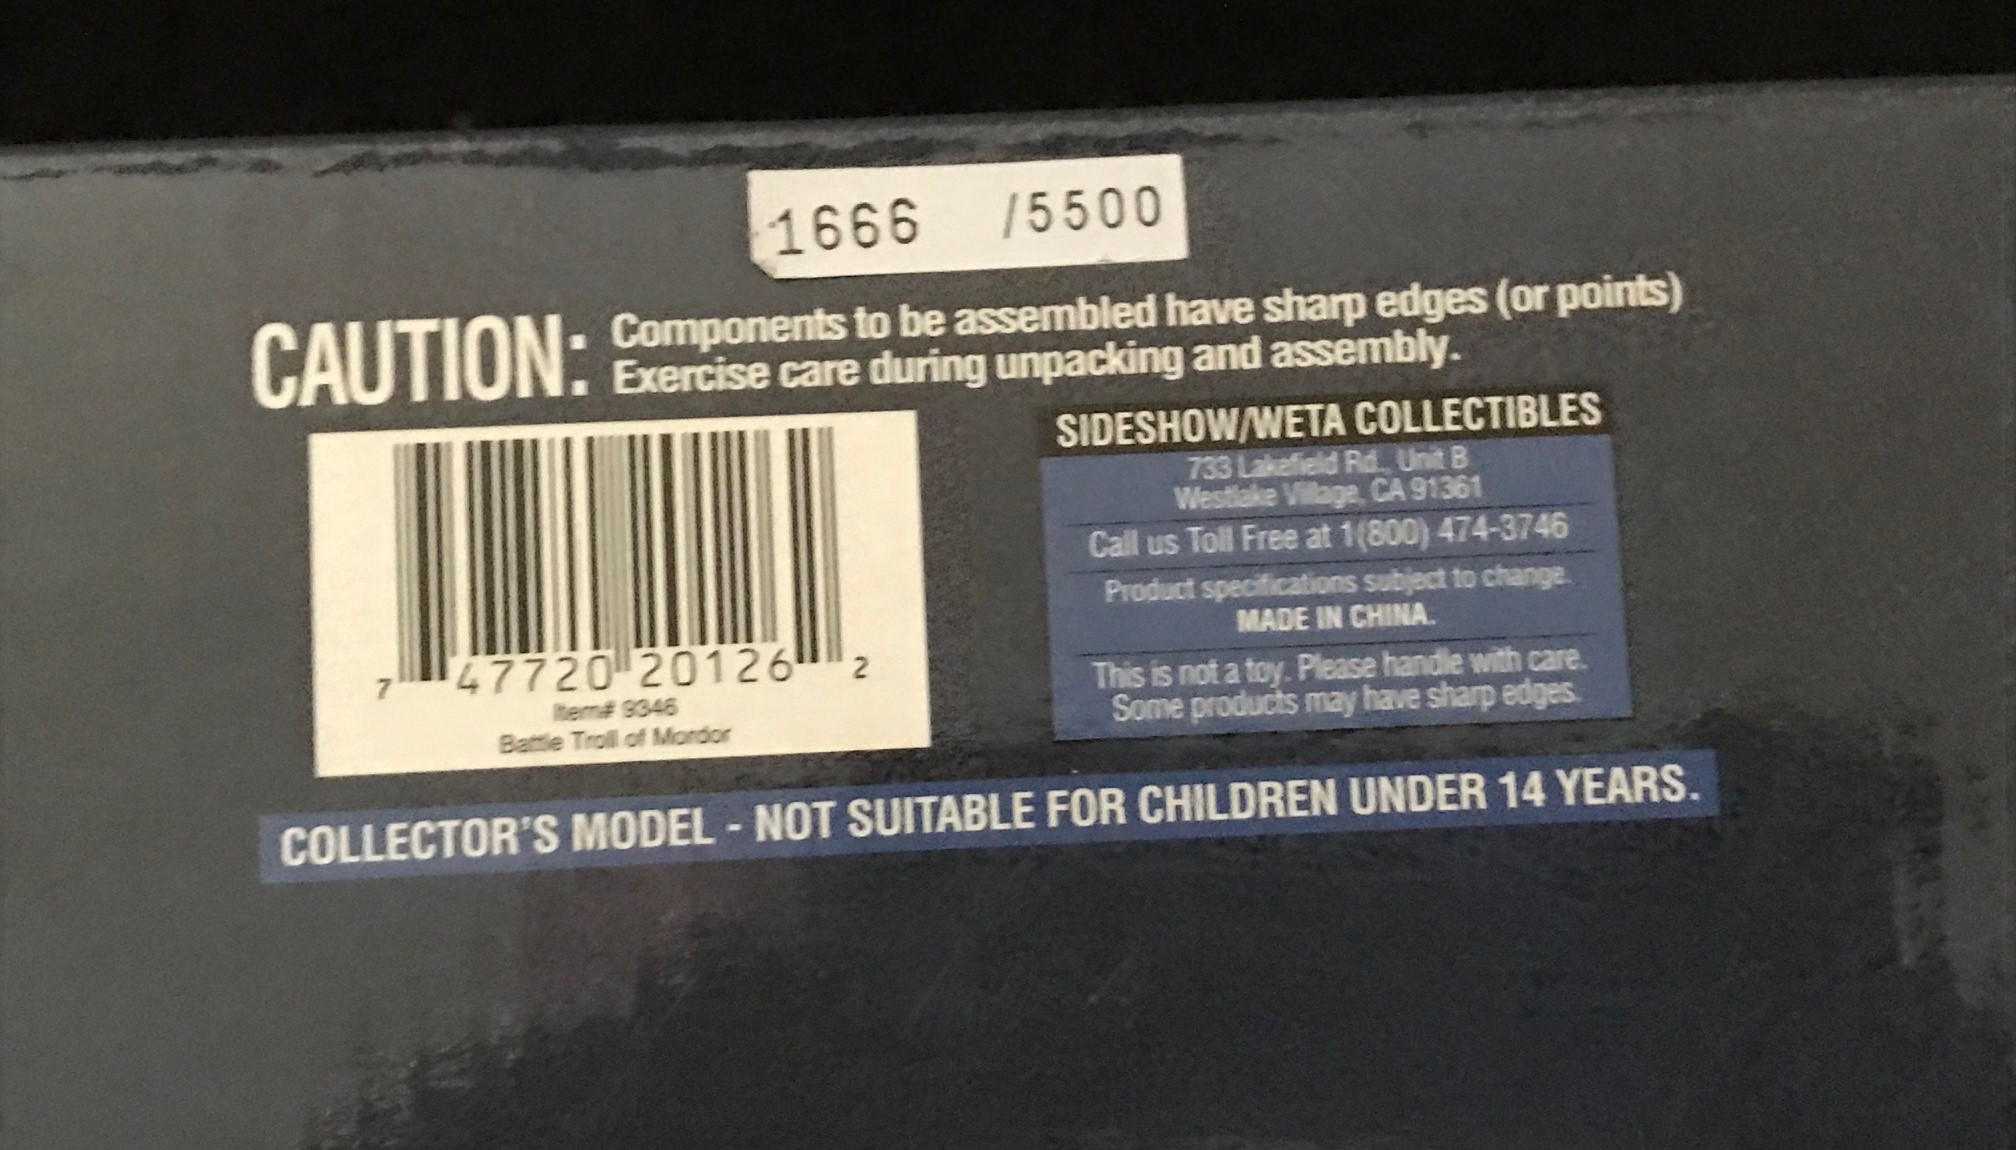 1666 /5500
CAUTION: Components to be assembled have sharp edges (or points)
Exercise care during unpacking and assembly.
7 47720 20126 2
Item# 9346
Battle Troll of Mordor
SIDESHOW/WETA COLLECTIBLES
733 Lakefield Rd., Unit B
Westlake Village, CA 91361
Call us Toll Free at 1(800) 474-3746
Product specifications subject to change.
MADE IN CHINA.
This is not a toy. Please handle with care.
Some products may have sharp edges.
COLLECTOR'S MODEL - NOT SUITABLE FOR CHILDREN UNDER 14 YEARS.